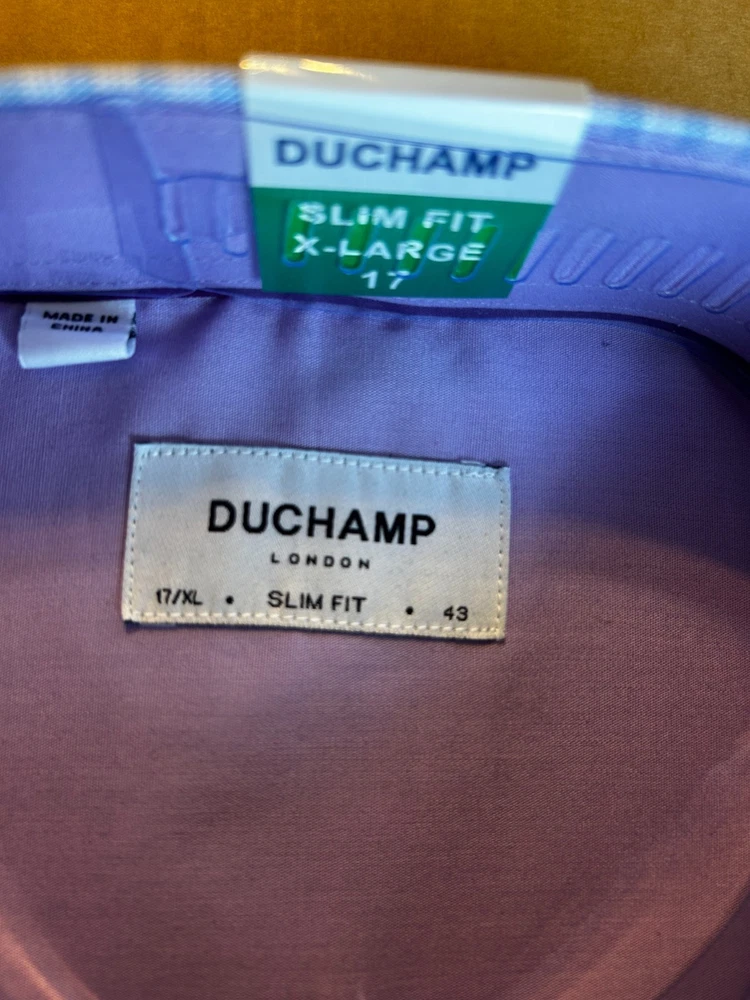 DUCHAMP
SLIM FIT
X-LARGE
17
MADE IN
CHINA
DUCHAMP
LONDON
17/XL • SLIM FIT • 43